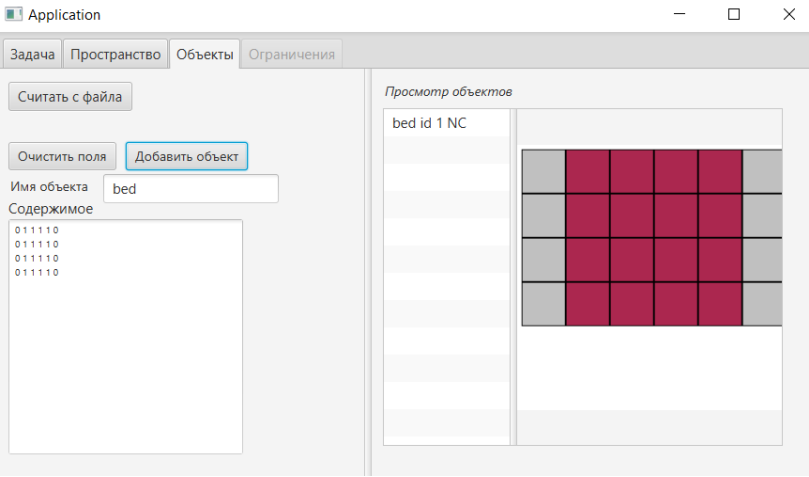 Application
Задача Пространство Объекты Ограничения
Считать с файла
Очистить поля Добавить объект
Имя объекта bed
Содержимое
0 1 1 1 1 0
0 1 1 1 1 0
0 1 1 1 1 0
0 1 1 1 1 0
Просмотр объектов
bed id 1 NC